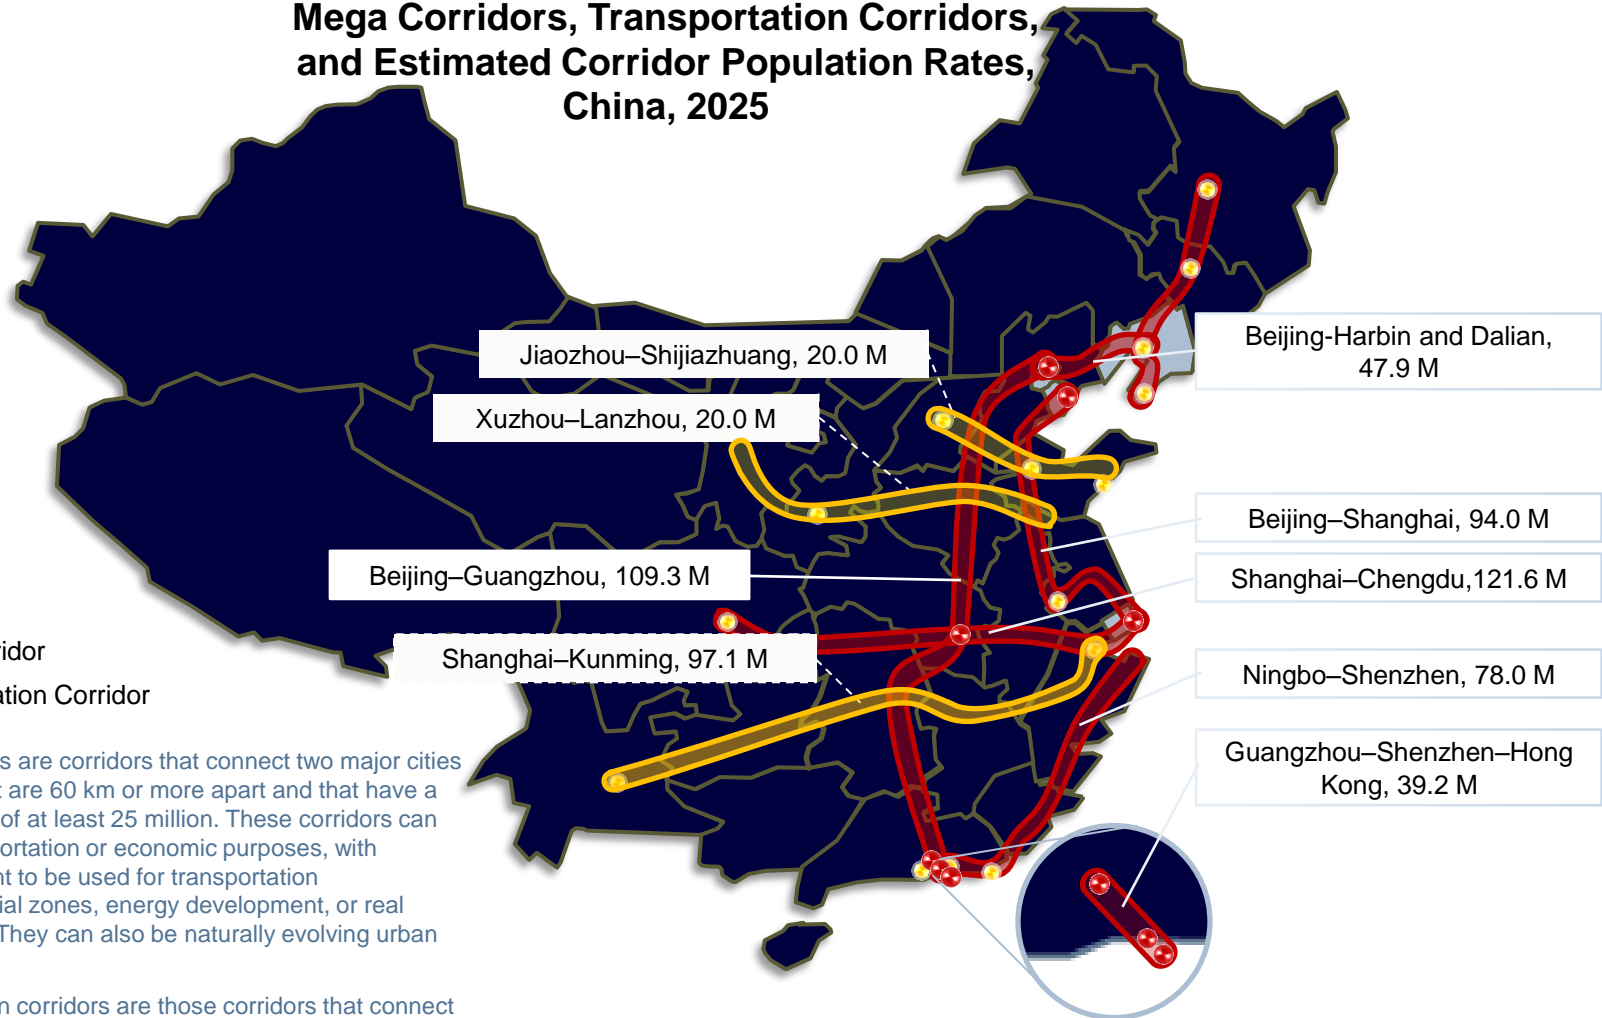 Mega Corridors, Transportation Corridors,
and Estimated Corridor Population Rates,
China, 2025
Jiaozhou–Shijiazhuang, 20.0 M
Beijing-Harbin and Dalian,
47.9 M
Xuzhou–Lanzhou, 20.0 M
Beijing–Shanghai, 94.0 M
Beijing–Guangzhou, 109.3 M
Shanghai–Chengdu,121.6 M
Shanghai–Kunming, 97.1 M
Ningbo–Shenzhen, 78.0 M
Guangzhou–Shenzhen–Hong
Kong, 39.2 M
ridor
ation Corridor
s are corridors that connect two major cities
t are 60 km or more apart and that have a
of at least 25 million. These corridors can
portation or economic purposes, with
nt to be used for transportation
ial zones, energy development, or real
They can also be naturally evolving urban
n corridors are those corridors that connect